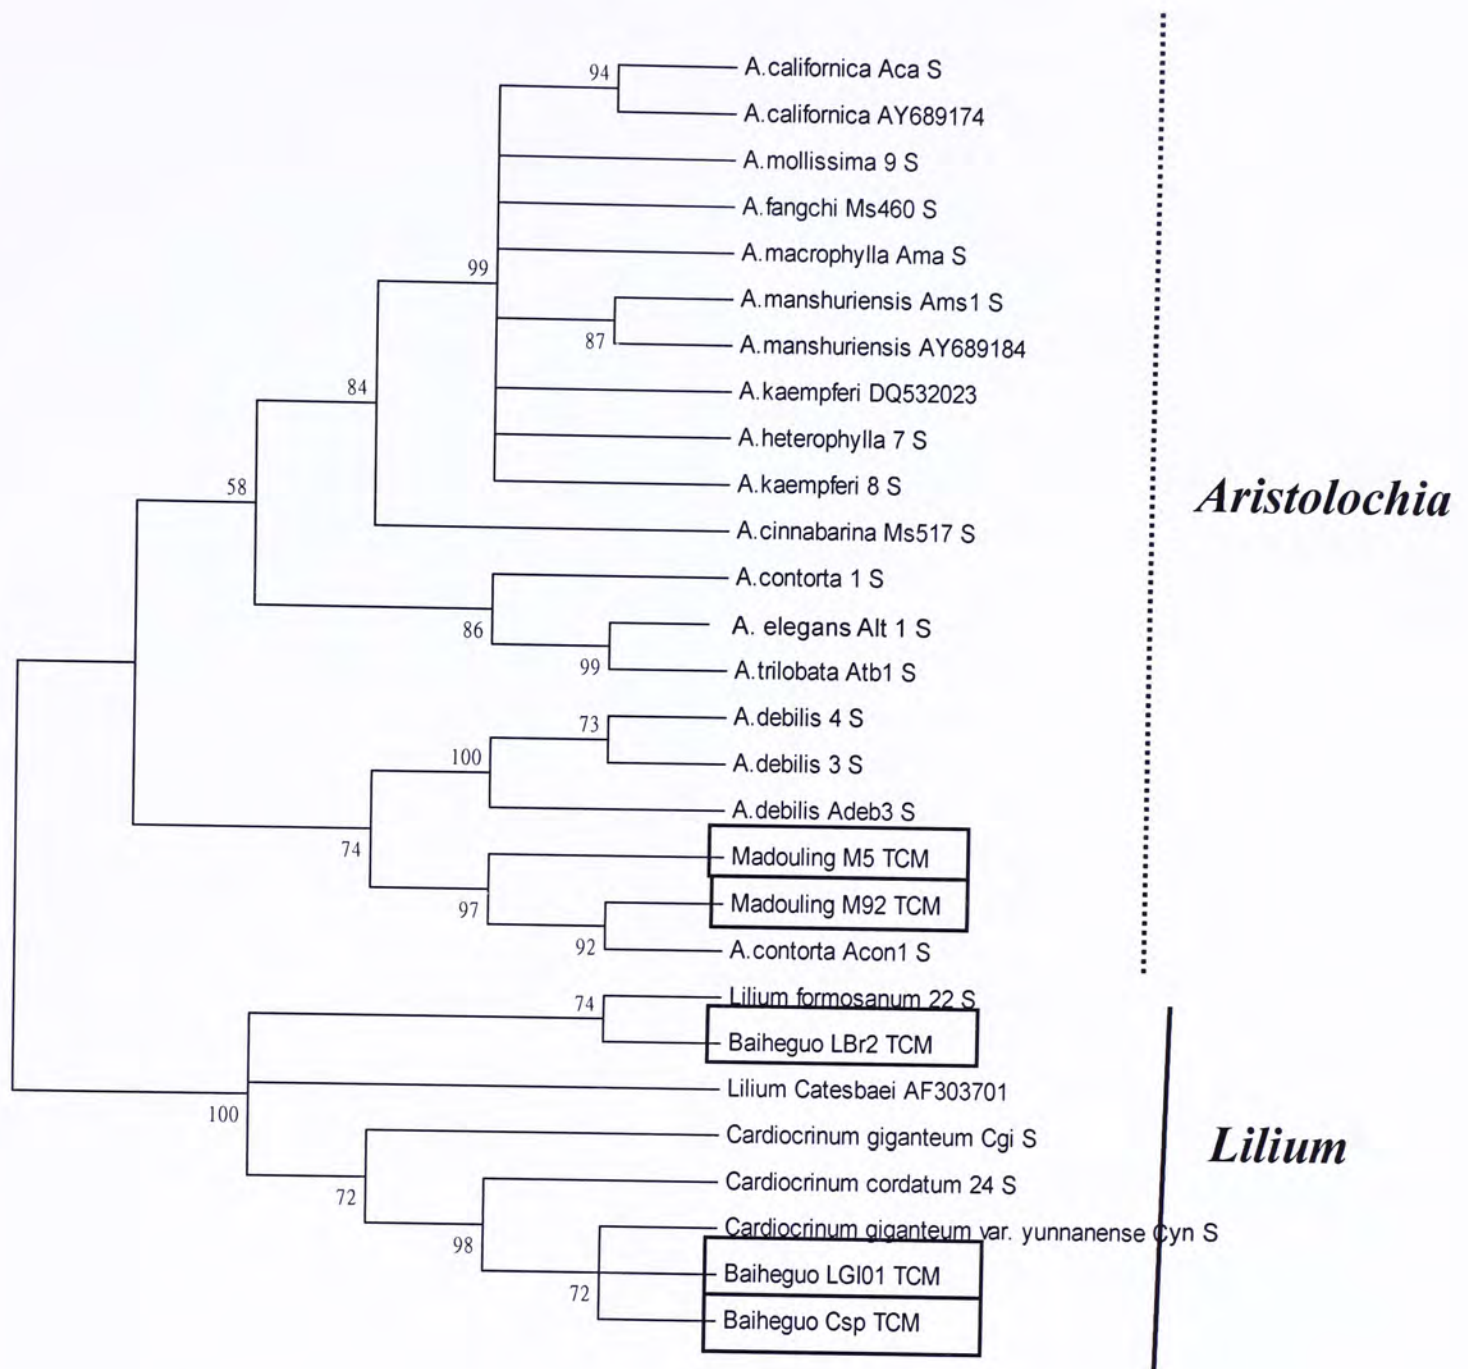 94
A.californica Aca S
A.californica AY689174
A.mollissima 9 S
A.fangchi Ms460 S
A.macrophylla Ama S
99
A.manshuriensis Ams1 S
87
A.manshuriensis AY689184
84
A.kaempferi DQ532023
A.heterophylla 7 S
58
A.kaempferi 8 S
Aristolochia
A.cinnabarina Ms517 S
A.contorta 1 S
86
A. elegans Alt 1 S
99
A.trilobata Atb1 S
73
A.debilis 4 S
100
A.debilis 3 S
A.debilis Adeb3 S
74
Madouling M5 TCM
97
Madouling M92 TCM
92
A.contorta Acon1 S
74
Lilium formosanum 22 S
Baiheguo LBr2 TCM
Lilium Catesbaei AF303701
100
Cardiocrinum giganteum Cgi S
Lilium
72
Cardiocrinum cordatum 24 S
98
Cardiocrinum giganteum var. yunnanense Cyn S
72
Baiheguo LGI01 TCM
Baiheguo Csp TCM